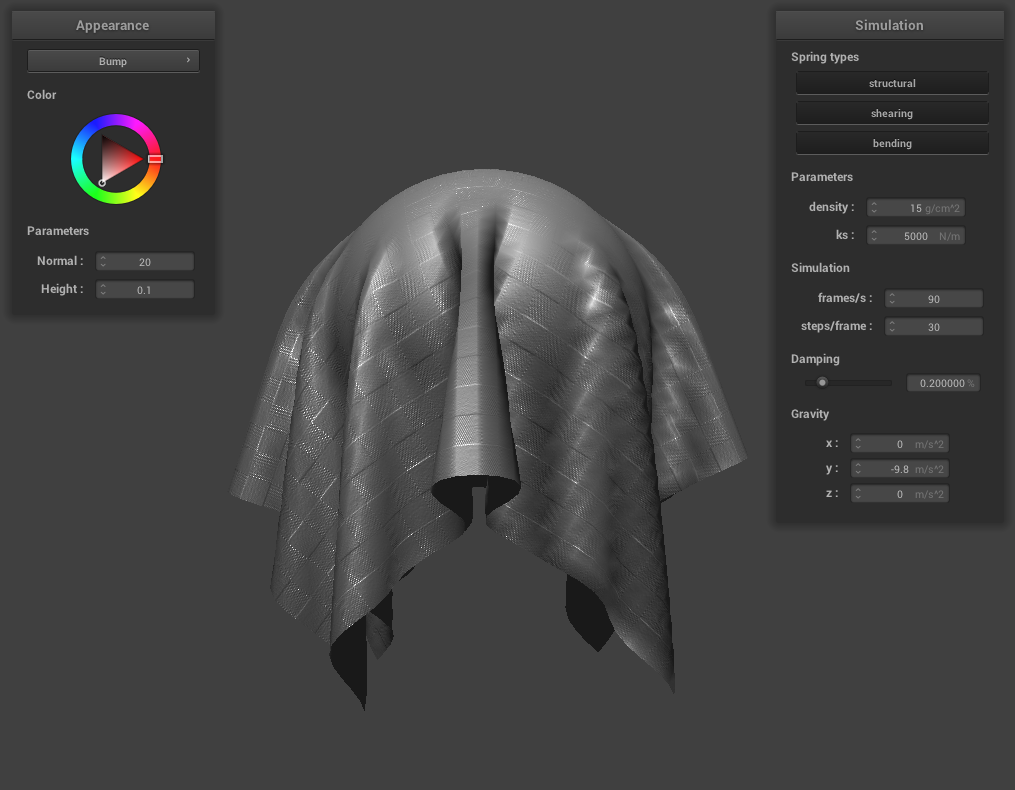 Appearance
Bump ›
Color
Parameters
Normal : 20
Height : 0.1
Simulation
Spring types
structural
shearing
bending
Parameters
density : 15 g/cm^2
ks : 5000 N/m
Simulation
frames/s : 90
steps/frame : 30
Damping
0.200000 %
Gravity
x : 0 m/s^2
y : -9.8 m/s^2
z : 0 m/s^2